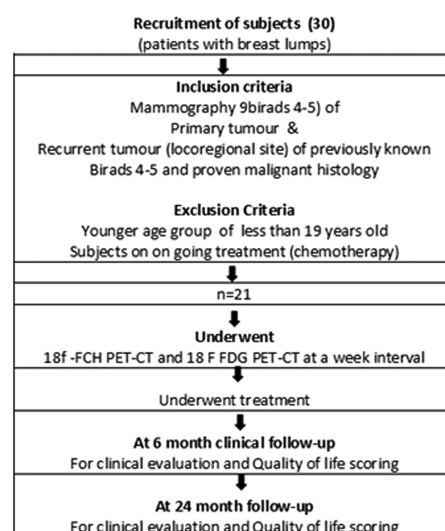 Recruitment of subjects (30)
(patients with breast lumps)
Inclusion criteria
Mammography 9birads 4-5) of
Primary tumour &
Recurrent tumour (locoregional site) of previously known
Birads 4-5 and proven malignant histology
Exclusion Criteria
Younger age group of less than 19 years old
Subjects on on going treatment (chemotherapy)
n=21
Underwent
18f -FCH PET-CT and 18 F FDG PET-CT at a week interval
Underwent treatment
At 6 month clinical follow-up
For clinical evaluation and Quality of life scoring
At 24 month follow-up
For clinical evaluation and Quality of life scoring